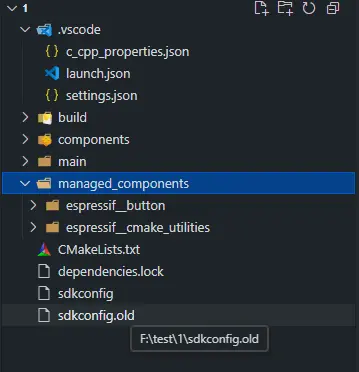 1
.vscode
{} c_cpp_properties.json
launch.json
{} settings.json
build
components
main
managed_components
espressif__button
espressif__cmake_utilities
CMakeLists.txt
dependencies.lock
sdkconfig
sdkconfig.old
F:\test\1\sdkconfig.old